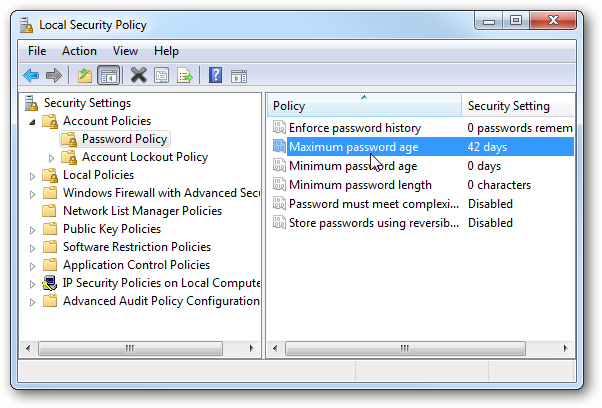 Local Security Policy
File Action View Help
Security Settings
Account Policies
Password Policy
Account Lockout Policy
Local Policies
Windows Firewall with Advanced Secu
Network List Manager Policies
Public Key Policies
Software Restriction Policies
Application Control Policies
IP Security Policies on Local Compute
Advanced Audit Policy Configuration
Policy Security Setting
Enforce password history 0 passwords remem
Maximum password age 42 days
Minimum password age 0 days
Minimum password length 0 characters
Password must meet complexi... Disabled
Store passwords using reversib... Disabled